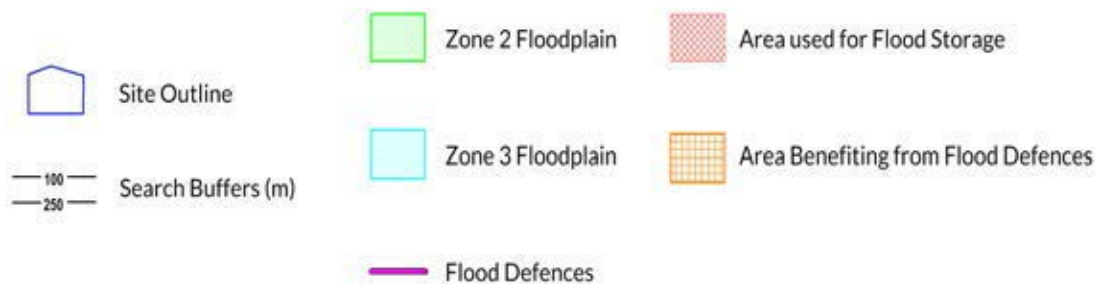 Site Outline
100
250
Search Buffers (m)
Zone 2 Floodplain
Zone 3 Floodplain
Flood Defences
Area used for Flood Storage
Area Benefiting from Flood Defences